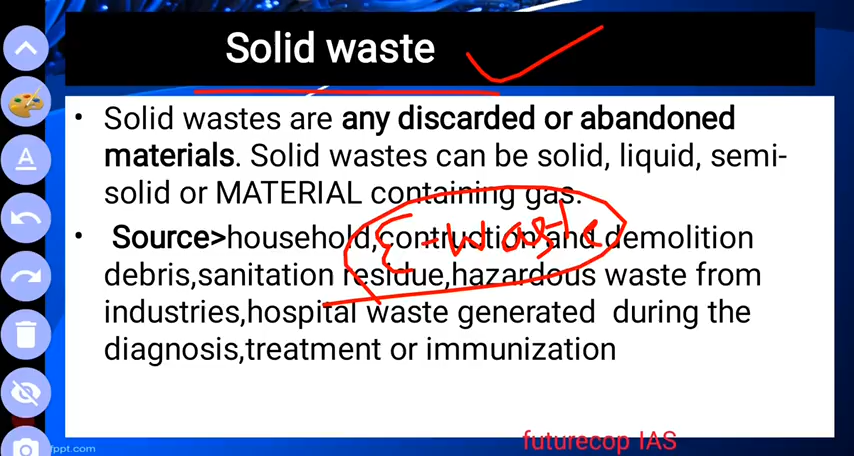 Solid waste
• Solid wastes are any discarded or abandoned
materials. Solid wastes can be solid, liquid, semi-
solid or MATERIAL containing gas.
E-waste
• Source>household,contruction and demolition
debris,sanitation residue,hazardous waste from
industries,hospital waste generated during the
diagnosis,treatment or immunization
A
fppt.com
futurecop IAS